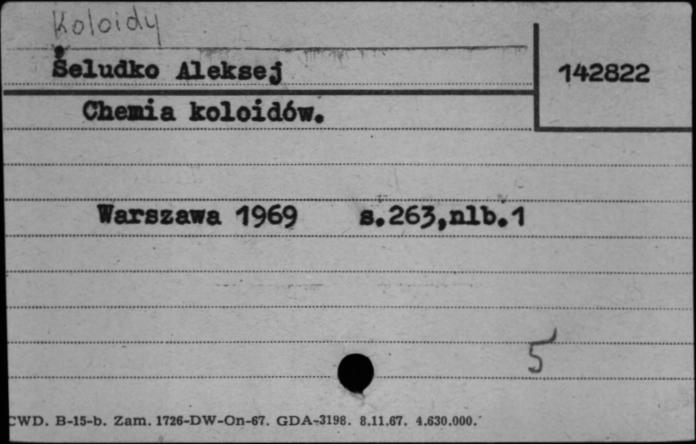 Koloidy
Šeludko Aleksej
142822
Chemia koloidów.
Warszawa 1969 s.263,nlb.1
5
CWD. B-15-b. Zam. 1726-DW-On-67. GDA-3198. 8.11.67. 4.630.000.